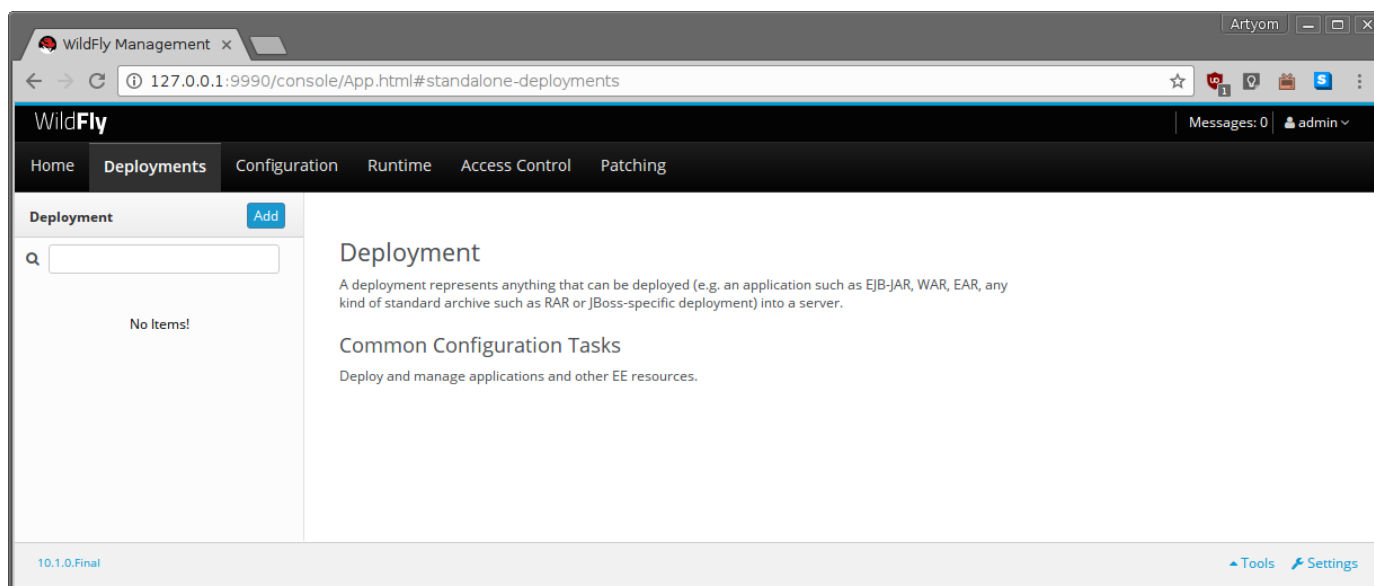 Artyom
WildFly Management
127.0.0.1:9990/console/App.html#standalone-deployments
1
S
WildFly
Messages: 0 admin
Home Deployments Configuration Runtime Access Control Patching
Deployment Add
No Items!
Deployment
A deployment represents anything that can be deployed (e.g. an application such as EJB-JAR, WAR, EAR, any
kind of standard archive such as RAR or JBoss-specific deployment) into a server.
Common Configuration Tasks
Deploy and manage applications and other EE resources.
10.1.0.Final
Tools Settings